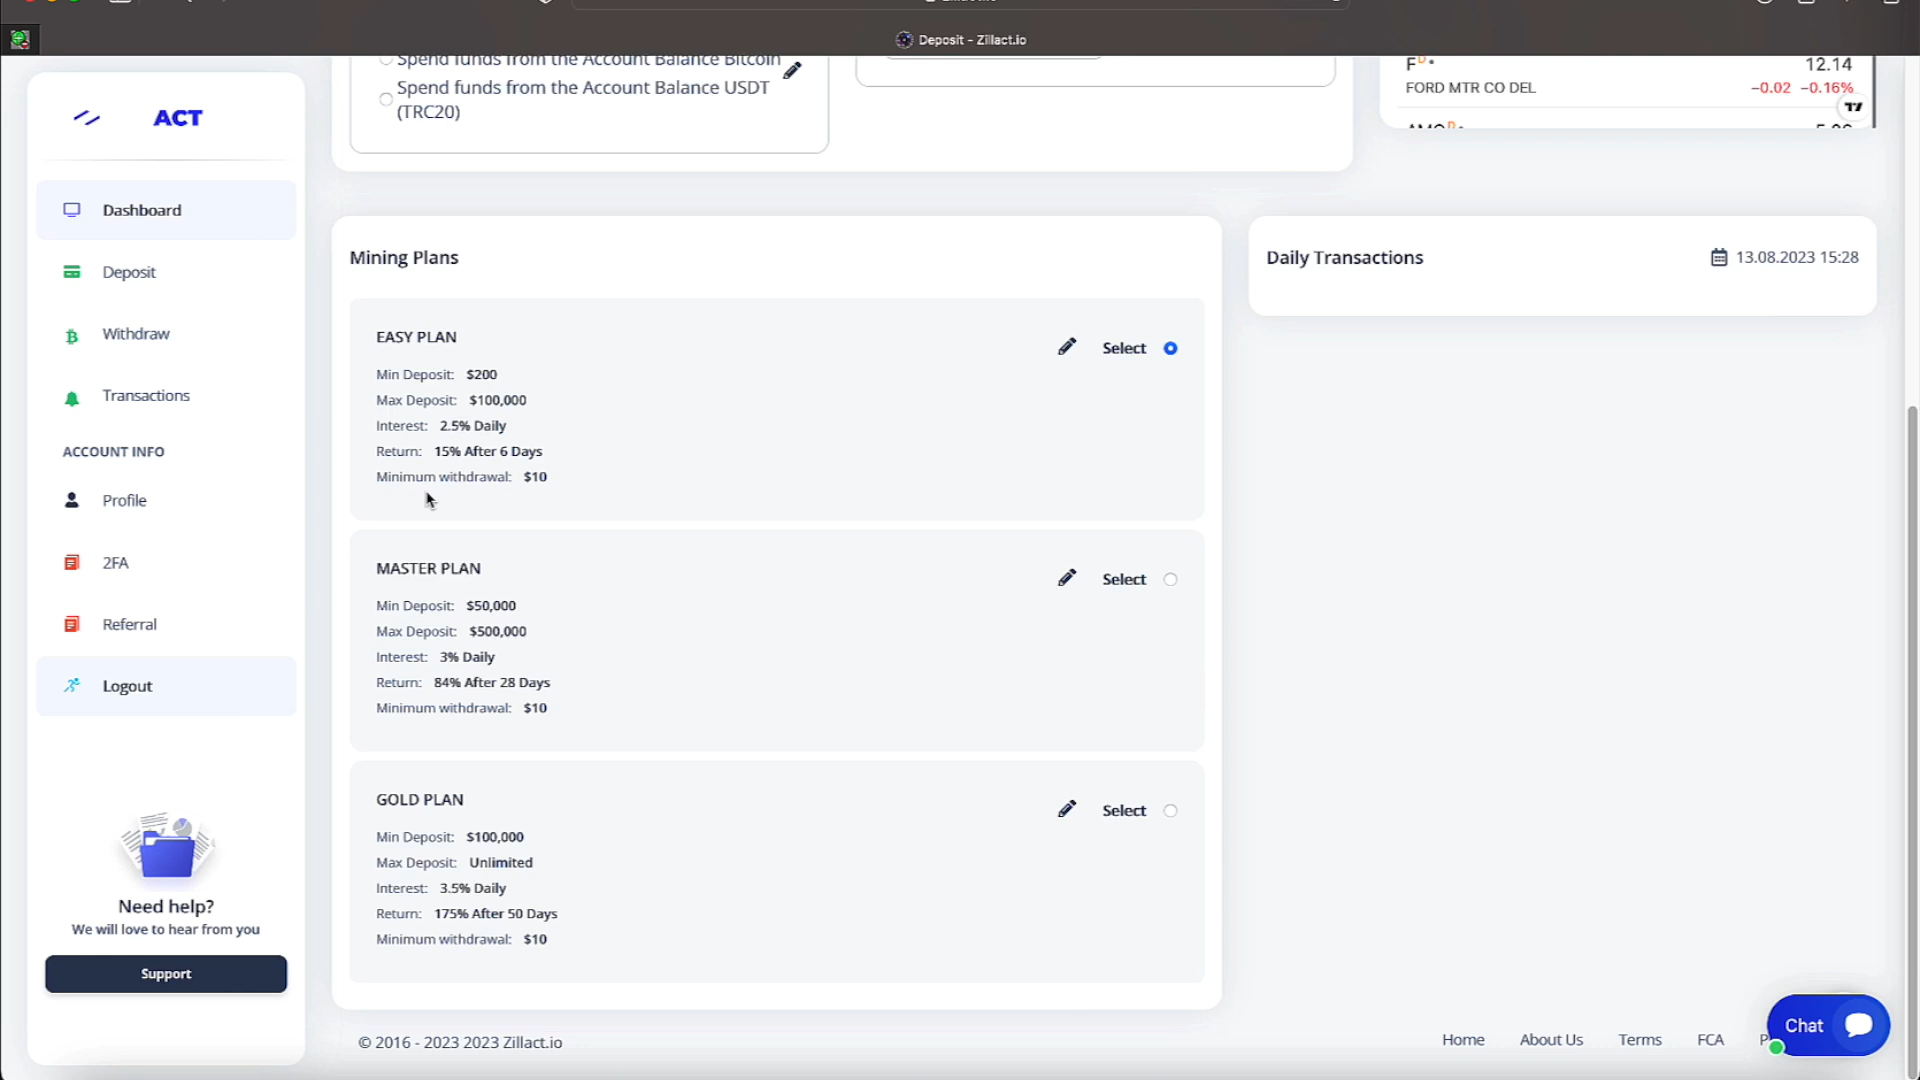 Deposit - Zillact.io
Spend funds from the Account Balance Bitcoin
Spend funds from the Account Balance USDT
(TRC20)
F D
12.14
FORD MTR CO DEL
−0.02 −0.16%
ACT
Dashboard
Deposit
Withdraw
Transactions
ACCOUNT INFO
Profile
2FA
Referral
Logout
Need help?
We will love to hear from you
Support
Mining Plans
EASY PLAN
Select
Min Deposit: $200
Max Deposit: $100,000
Interest: 2.5% Daily
Return: 15% After 6 Days
Minimum withdrawal: $10
MASTER PLAN
Select
Min Deposit: $50,000
Max Deposit: $500,000
Interest: 3% Daily
Return: 84% After 28 Days
Minimum withdrawal: $10
GOLD PLAN
Select
Min Deposit: $100,000
Max Deposit: Unlimited
Interest: 3.5% Daily
Return: 175% After 50 Days
Minimum withdrawal: $10
Daily Transactions
13.08.2023 15:28
© 2016 - 2023 2023 Zillact.io
Home About Us Terms FCA
Chat